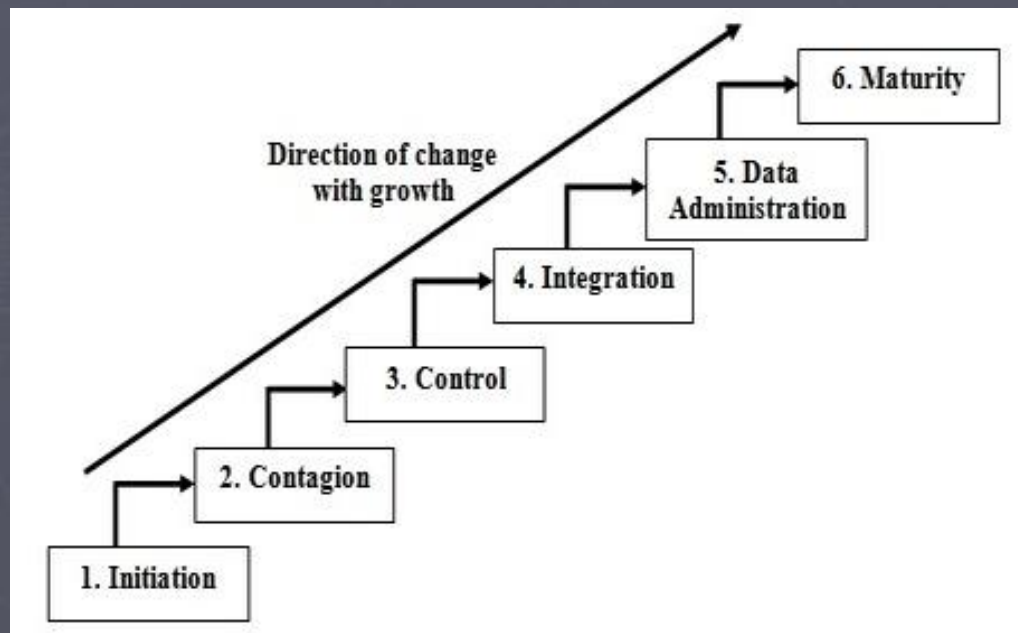 6. Maturity
Direction of change
with growth
5. Data
Administration
4. Integration
3. Control
2. Contagion
1. Initiation